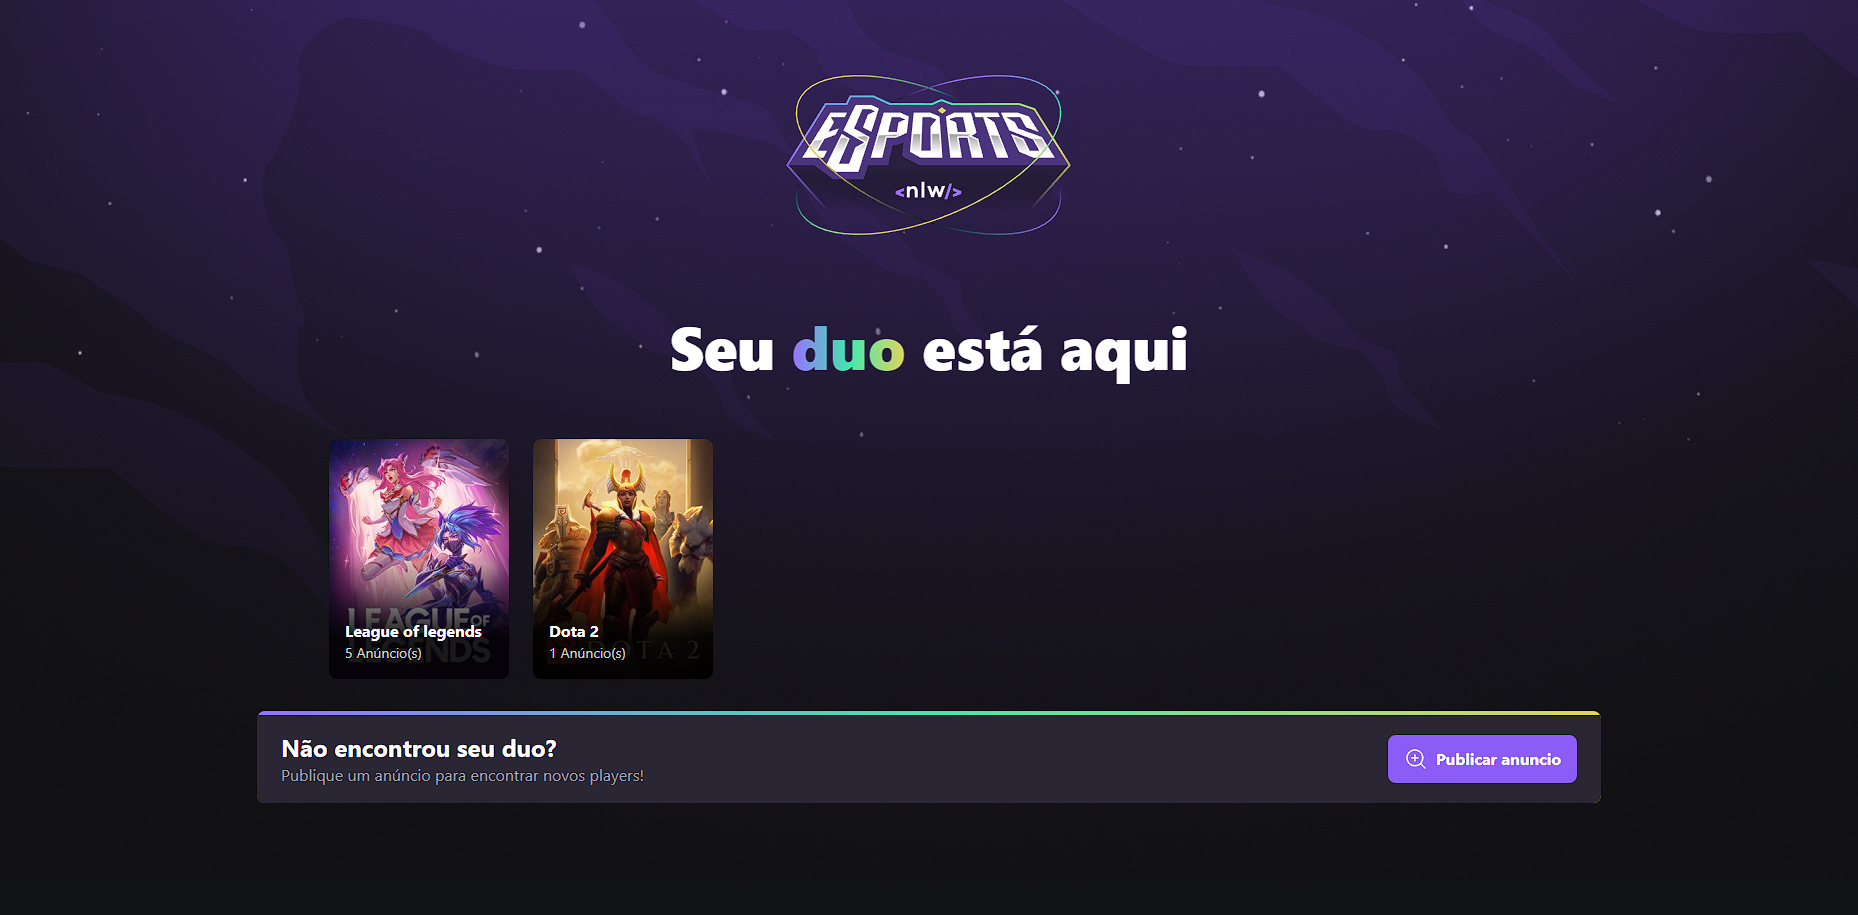 ESPORTS
<nlw/>
Seu duo está aqui
LEAGUE OF
LEGENDS
League of legends
5 Anúncio(s)
DOTA 2
Dota 2
1 Anúncio(s)
Não encontrou seu duo?
Publique um anúncio para encontrar novos players!
Publicar anuncio